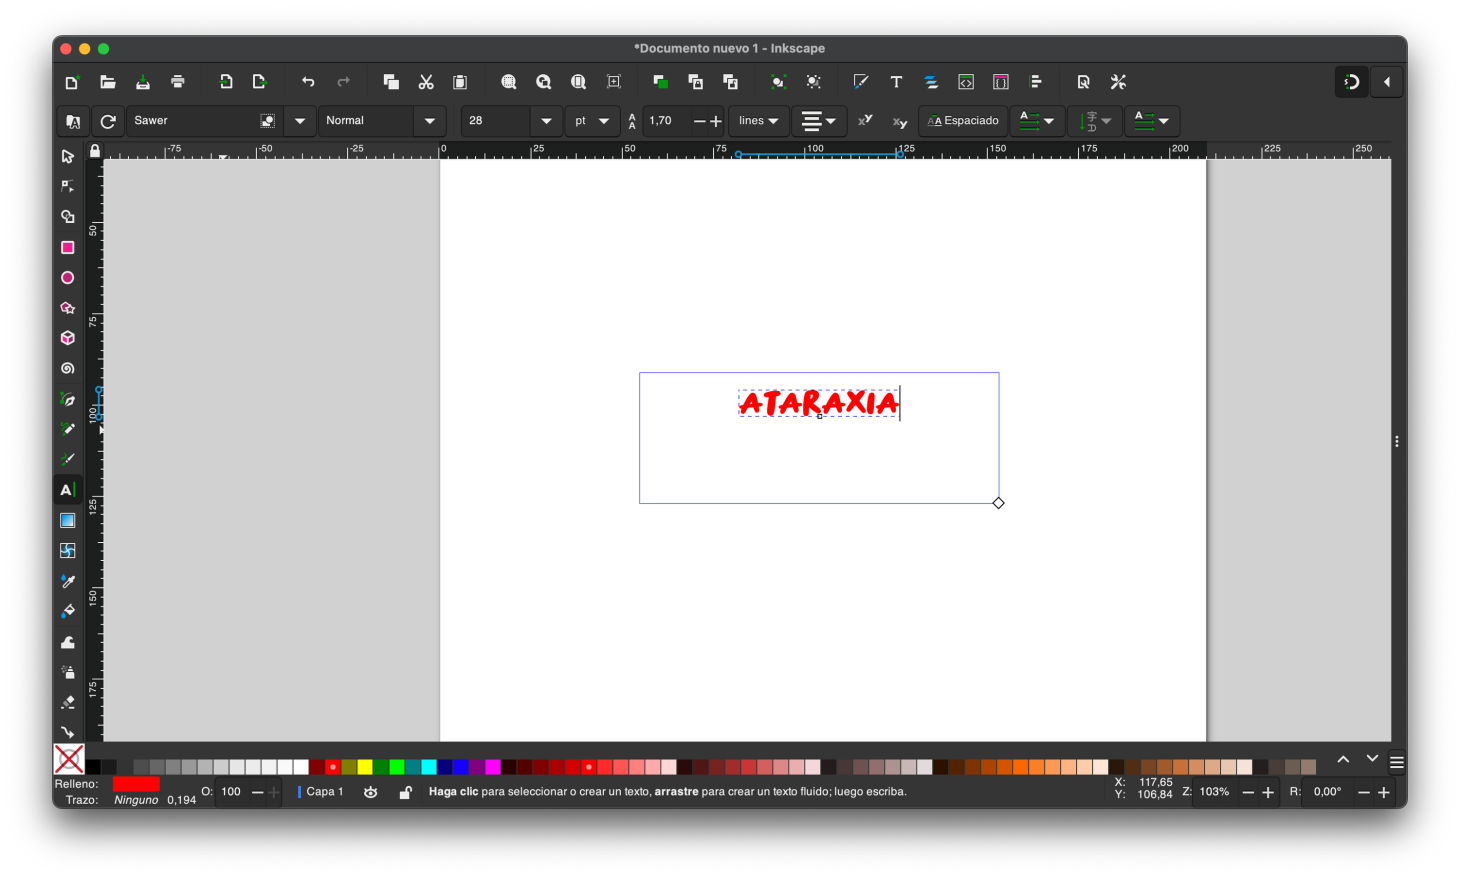 *Documento nuevo 1 - Inkscape
Sawer Normal 28 pt 1,70 lines Espaciado
-75 -50 -25 0 25 50 75 100 125 150 175 200 225 250
50
75
100
125
150
175
ATARAXIA
Relleno:
Trazo: Ninguno 0,194
O: 100
Capa 1
Haga clic para seleccionar o crear un texto, arrastre para crear un texto fluido; luego escriba.
X: 117,65
Y: 106,84
Z: 103%
R: 0,00°